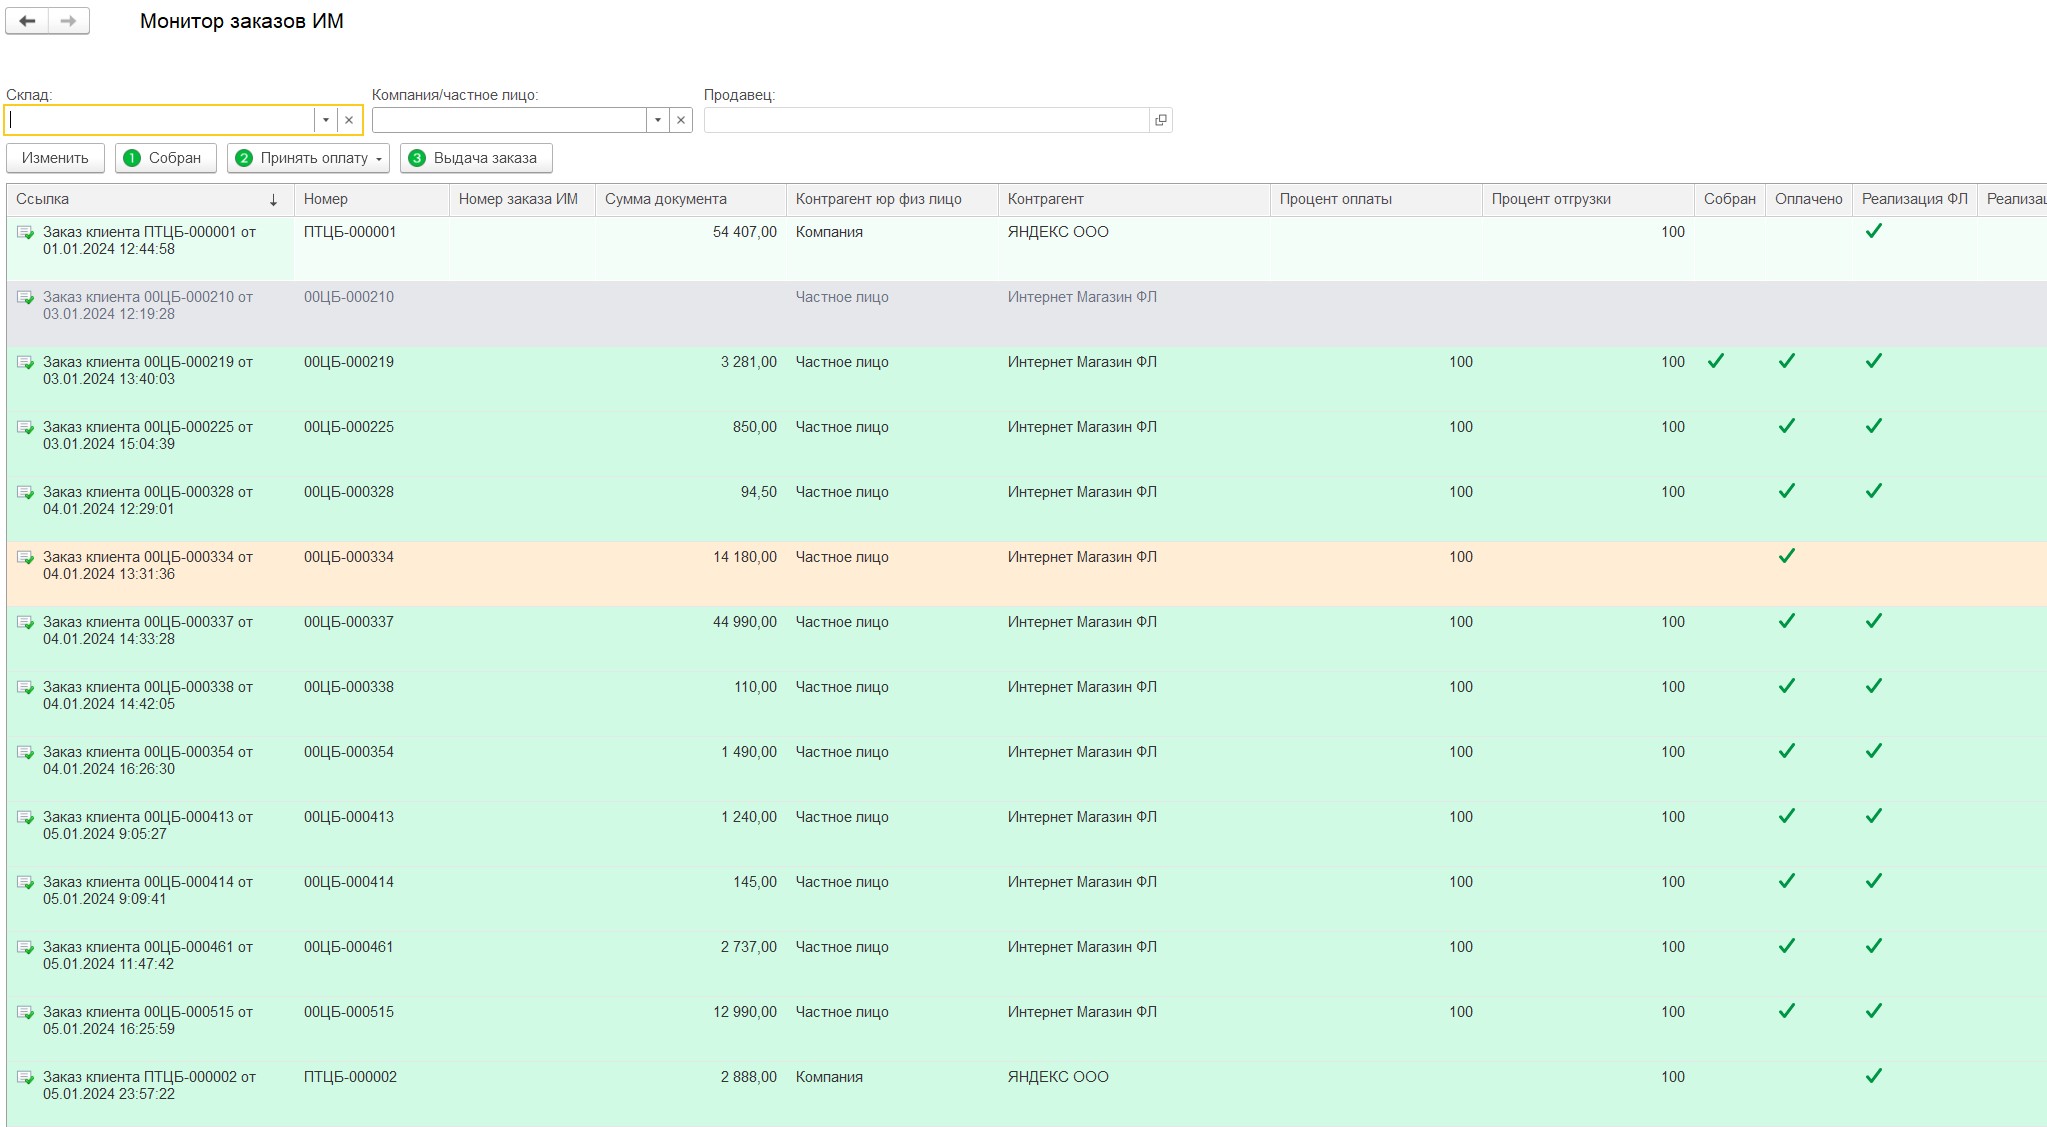 Монитор заказов ИМ
Склад: Компания/частное лицо: Продавец:
Изменить 1 Собран 2 Принять оплату 3 Выдача заказа
Ссылка Номер Номер заказа ИМ Сумма документа Контрагент юр физ лицо Контрагент Процент оплаты Процент отгрузки Собран Оплачено Реализация ФЛ Реализац
Заказ клиента ПТЦБ-000001 от ПТЦБ-000001 54 407,00 Компания ЯНДЕКС ООО 100
01.01.2024 12:44:58
Заказ клиента 00ЦБ-000210 от 00ЦБ-000210 Частное лицо Интернет Магазин ФЛ
03.01.2024 12:19:28
Заказ клиента 00ЦБ-000219 от 00ЦБ-000219 3 281,00 Частное лицо Интернет Магазин ФЛ 100 100
03.01.2024 13:40:03
Заказ клиента 00ЦБ-000225 от 00ЦБ-000225 850,00 Частное лицо Интернет Магазин ФЛ 100 100
03.01.2024 15:04:39
Заказ клиента 00ЦБ-000328 от 00ЦБ-000328 94,50 Частное лицо Интернет Магазин ФЛ 100 100
04.01.2024 12:29:01
Заказ клиента 00ЦБ-000334 от 00ЦБ-000334 14 180,00 Частное лицо Интернет Магазин ФЛ 100
04.01.2024 13:31:36
Заказ клиента 00ЦБ-000337 от 00ЦБ-000337 44 990,00 Частное лицо Интернет Магазин ФЛ 100 100
04.01.2024 14:33:28
Заказ клиента 00ЦБ-000338 от 00ЦБ-000338 110,00 Частное лицо Интернет Магазин ФЛ 100 100
04.01.2024 14:42:05
Заказ клиента 00ЦБ-000354 от 00ЦБ-000354 1 490,00 Частное лицо Интернет Магазин ФЛ 100 100
04.01.2024 16:26:30
Заказ клиента 00ЦБ-000413 от 00ЦБ-000413 1 240,00 Частное лицо Интернет Магазин ФЛ 100 100
05.01.2024 9:05:27
Заказ клиента 00ЦБ-000414 от 00ЦБ-000414 145,00 Частное лицо Интернет Магазин ФЛ 100 100
05.01.2024 9:09:41
Заказ клиента 00ЦБ-000461 от 00ЦБ-000461 2 737,00 Частное лицо Интернет Магазин ФЛ 100 100
05.01.2024 11:47:42
Заказ клиента 00ЦБ-000515 от 00ЦБ-000515 12 990,00 Частное лицо Интернет Магазин ФЛ 100 100
05.01.2024 16:25:59
Заказ клиента ПТЦБ-000002 от ПТЦБ-000002 2 888,00 Компания ЯНДЕКС ООО 100
05.01.2024 23:57:22